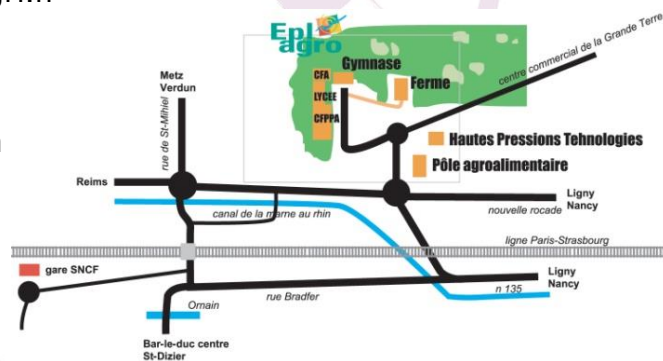 Epl
agro
Metz
Verdun
rue de St-Mihiel
CFA
Gymnase
LYCEE
Ferme
CFPPA
centre commercial de la Grande Terre
Hautes Pressions Tehnologies
Pôle agroalimentaire
Reims
canal de la marne au rhin
nouvelle rocade
Ligny
Nancy
ligne Paris-Strasbourg
gare SNCF
Ligny
Nancy
rue Bradfer
n 135
Ornain
Bar-le-duc centre
St-Dizier